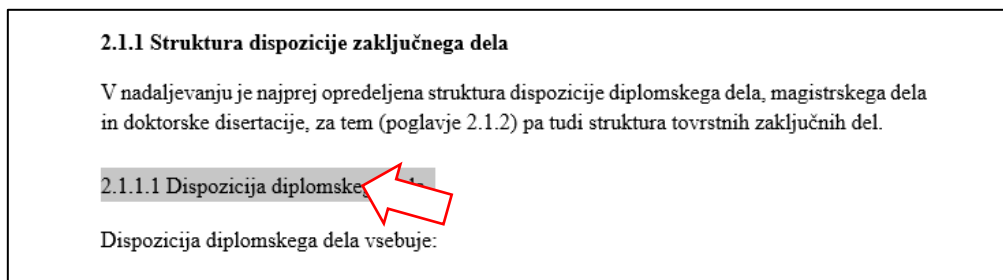 2.1.1 Struktura dispozicije zaključnega dela
V nadaljevanju je najprej opredeljena struktura dispozicije diplomskega dela, magistrskega dela
in doktorske disertacije, za tem (poglavje 2.1.2) pa tudi struktura tovrstnih zaključnih del.
2.1.1.1 Dispozicija
Dispozicija diplomskega dela vsebuje: